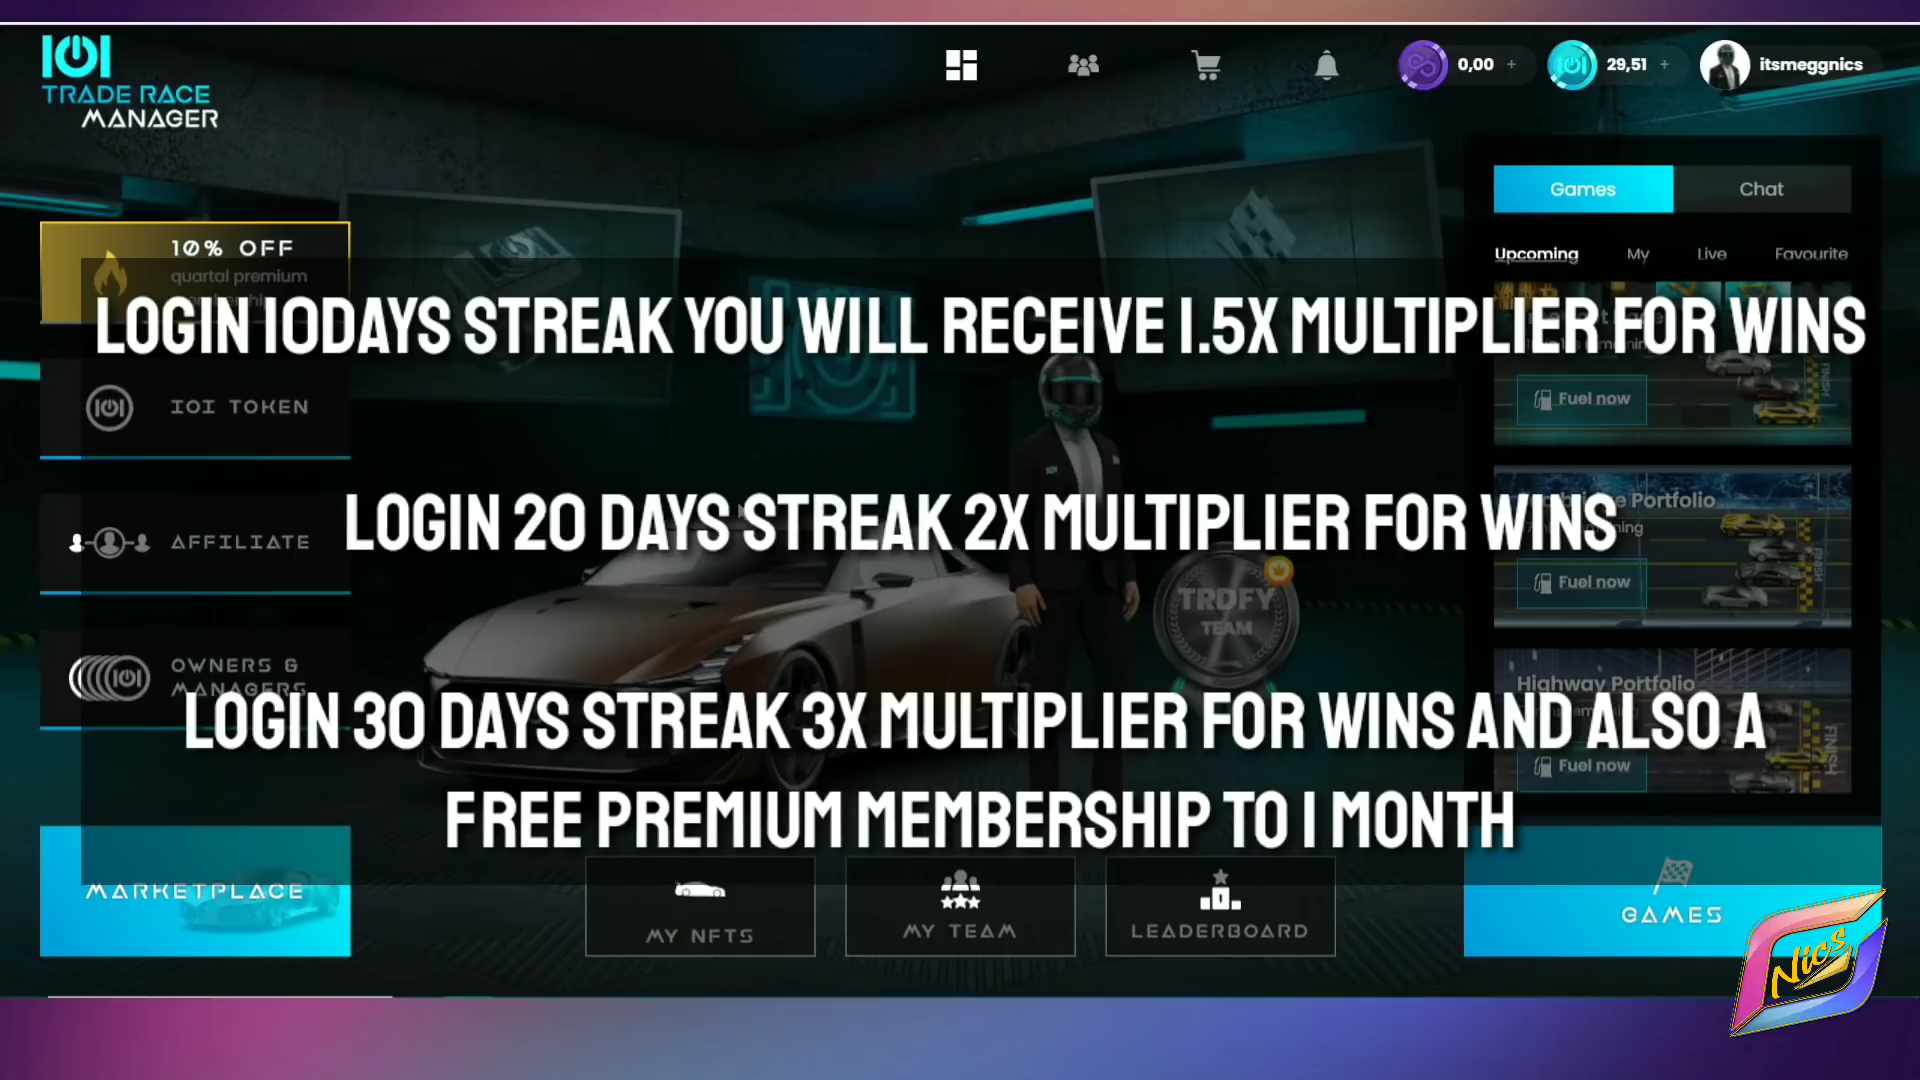 IOI
TRADE RACE
MANAGER
0,00 +
29,51 +
itsmeggnics
Games
Chat
Upcoming
My
Live
Favourite
10% OFF
quartal premium
LOGIN 10DAYS STREAK YOU WILL RECEIVE 1.5X MULTIPLIER FOR WINS
Fuel now
IOI TOKEN
LOGIN 20 DAYS STREAK 2X MULTIPLIER FOR WINS
Portfolio
AFFILIATE
Fuel now
TRDFY
TEAM
OWNERS &
MANAGERS
Highway Portfolio
LOGIN 30 DAYS STREAK 3X MULTIPLIER FOR WINS AND ALSO A
FREE PREMIUM MEMBERSHIP TO 1 MONTH
Fuel now
MARKETPLACE
MY NFTS
MY TEAM
LEADERBOARD
GAMES
Nics